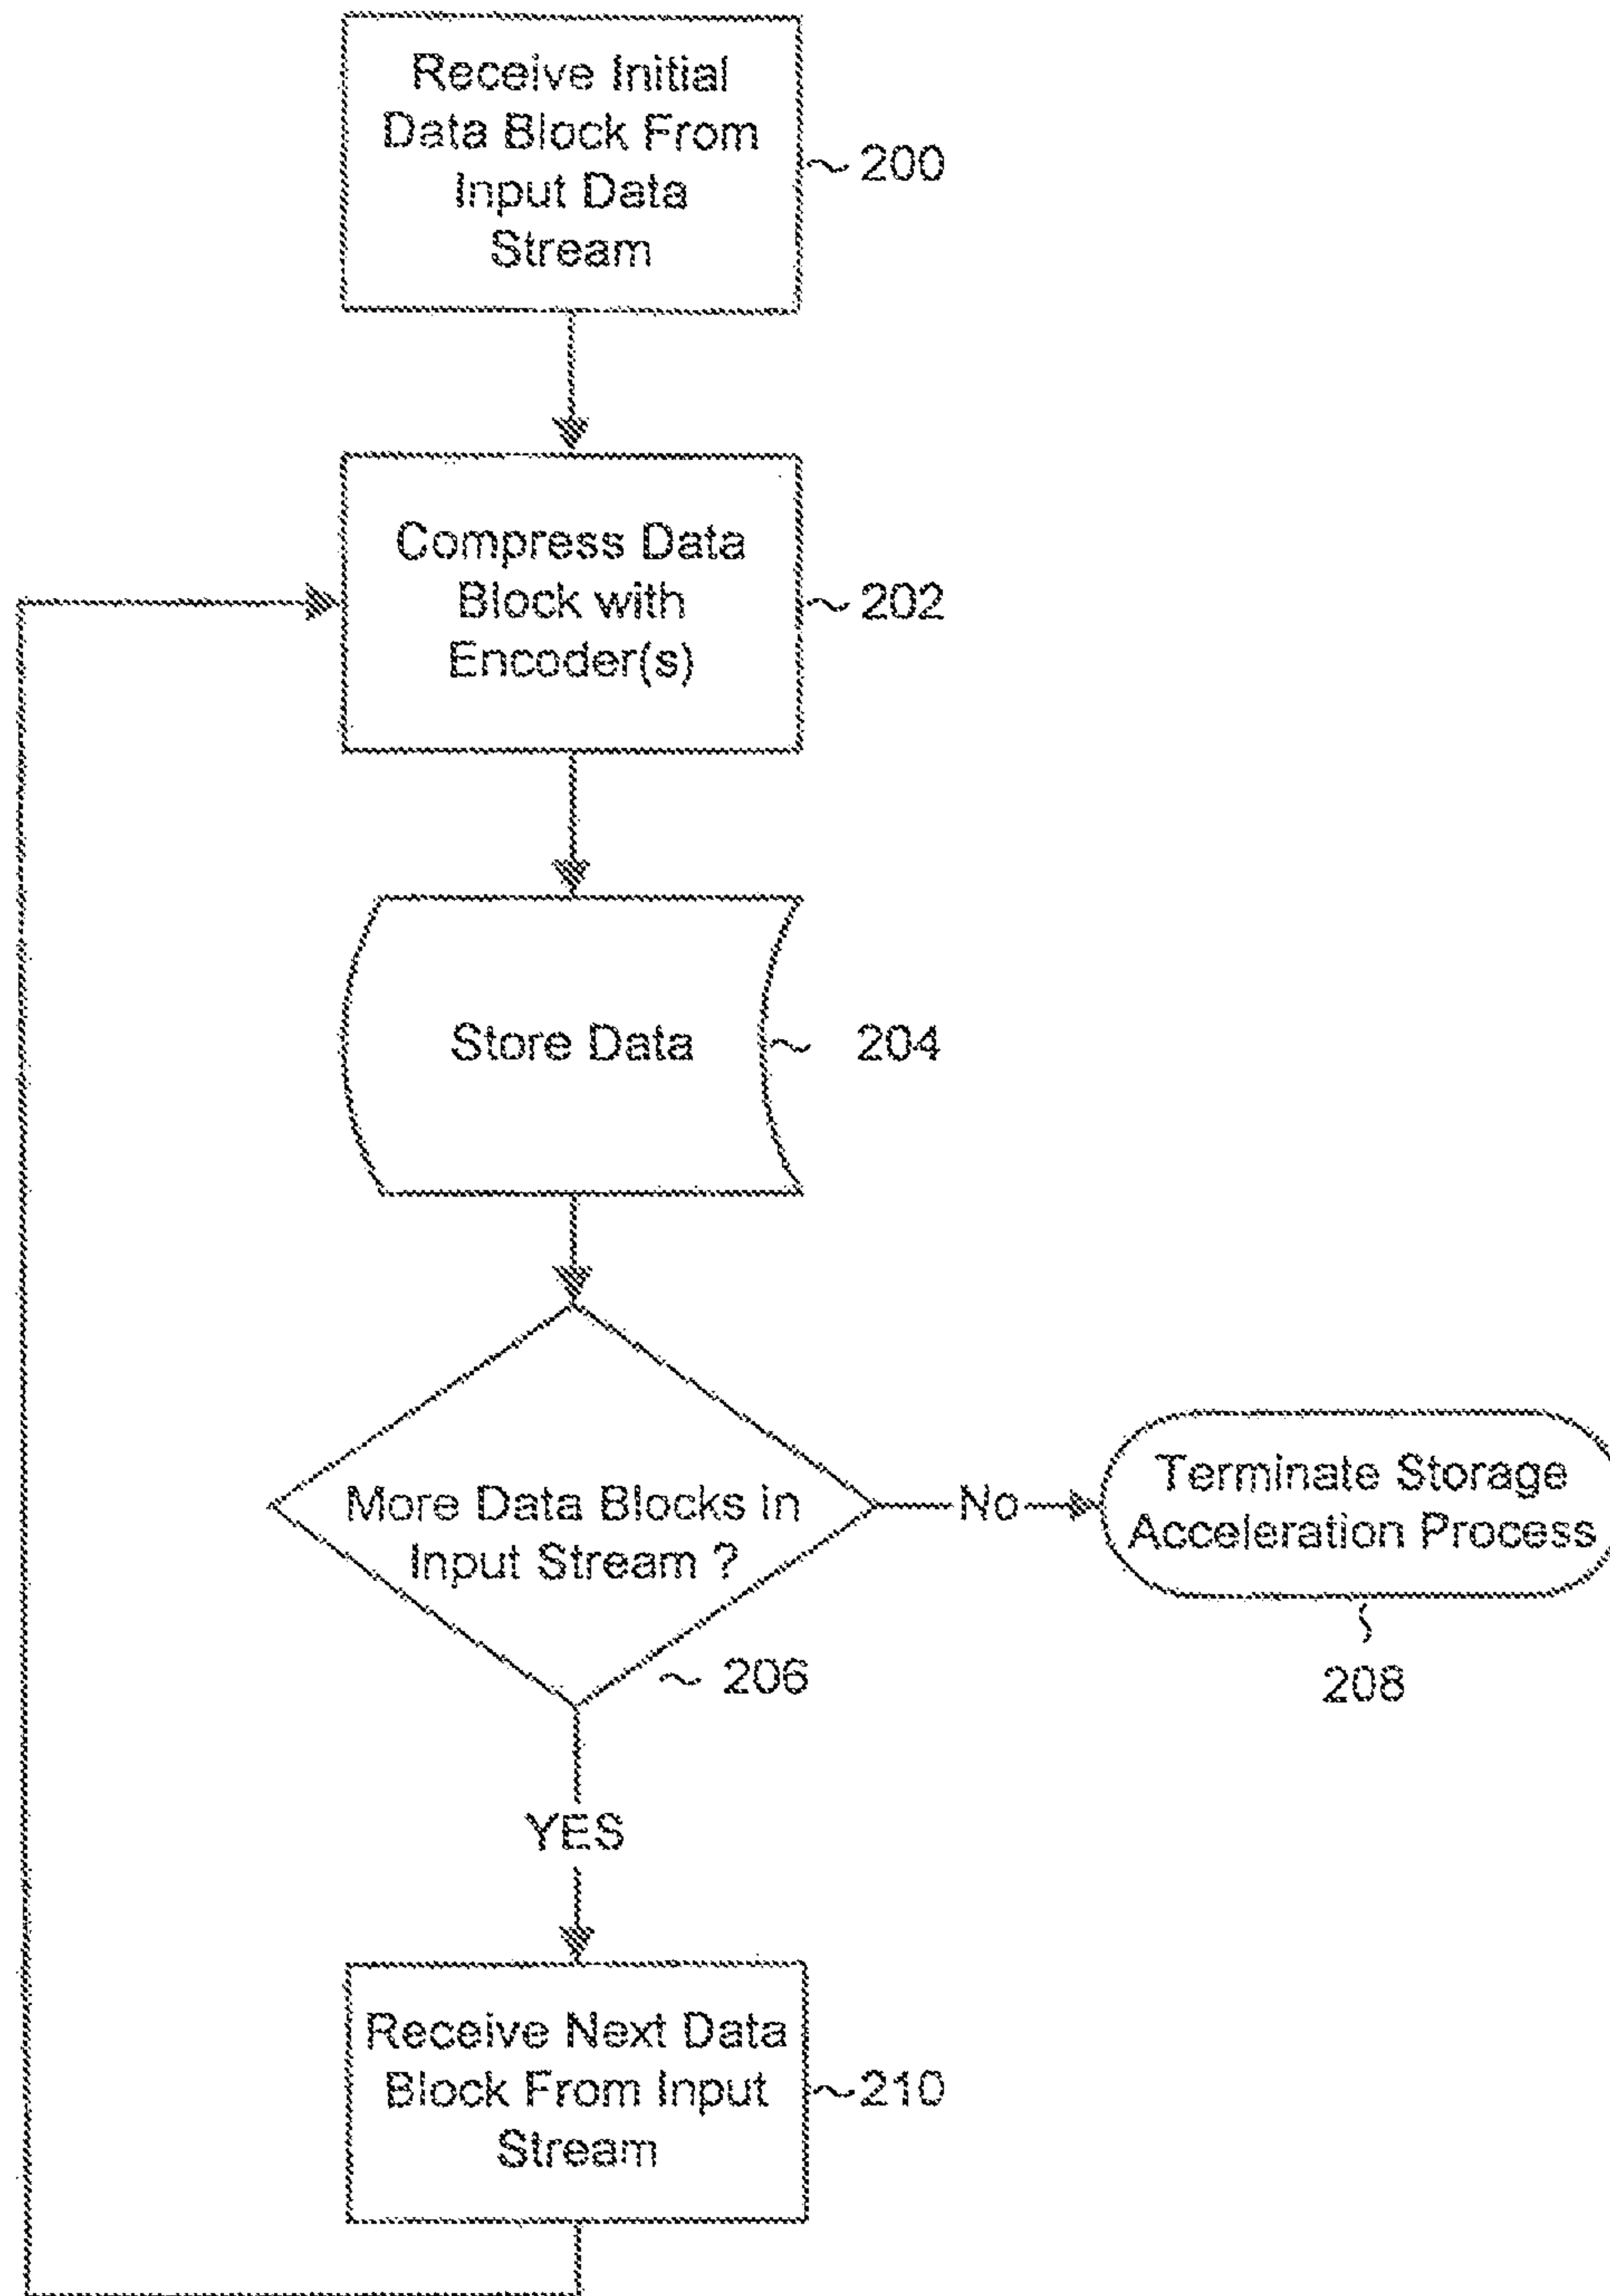 Receive Initial
Data Block From
Input Data
Stream
200
Compress Data
Block with
Encoder(s)
202
Store Data
204
More Data Blocks in
Input Stream ?
206
No
Terminate Storage
Acceleration Process
208
YES
Receive Next Data
Block From Input
Stream
210